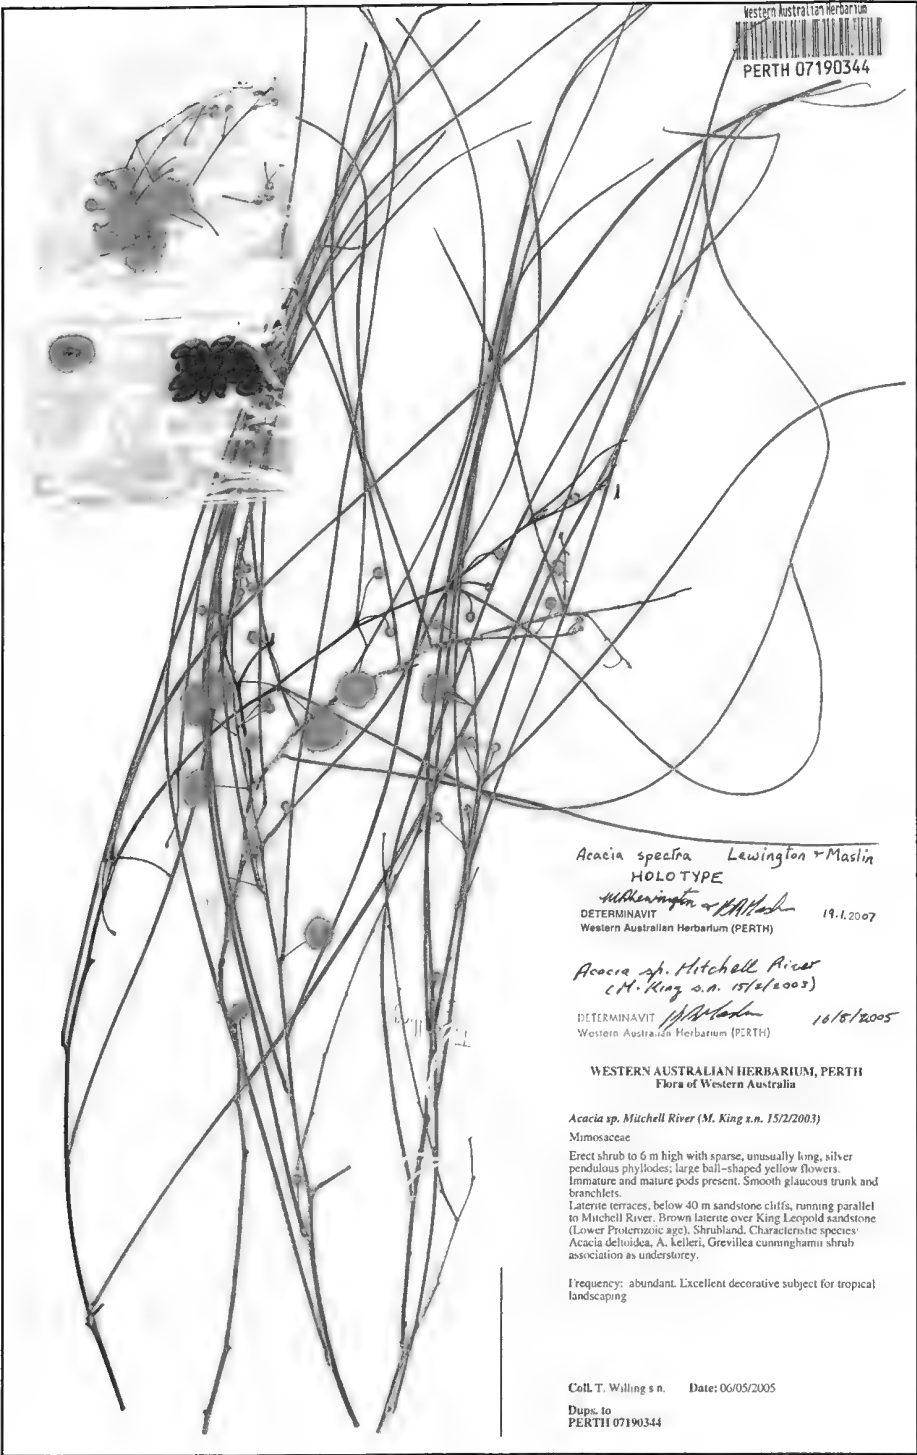 Western Australian Herbarium
PERTH 07190344
Acacia spectra Lewington & Maslin
HOLOTYPE
DETERMINAVIT 19.1.2007
Western Australian Herbarium (PERTH)
Acacia sp. Mitchell River
(M. King s.n. 15/2/2003)
DETERMINAVIT 16/8/2005
Western Australian Herbarium (PERTH)
WESTERN AUSTRALIAN HERBARIUM, PERTH
Flora of Western Australia
Acacia sp. Mitchell River (M. King s.n. 15/2/2003)
Mimosaceae
Erect shrub to 6 m high with sparse, unusually long, silver
pendulous phyllodes; large ball-shaped yellow flowers.
Immature and mature pods present. Smooth glaucous trunk and
branchlets.
Laterite terraces, below 40 m sandstone cliffs, running parallel
to Mitchell River. Brown laterite over King Leopold sandstone
(Lower Proterozoic age). Shrubland. Characteristic species:
Acacia deltoidea, A. kelleri, Grevillea cunninghamii shrub
association as understorey.
Frequency: abundant. Excellent decorative subject for tropical
landscaping
Coll. T. Willing s n. Date: 06/05/2005
Dups. to
PERTH 07190344